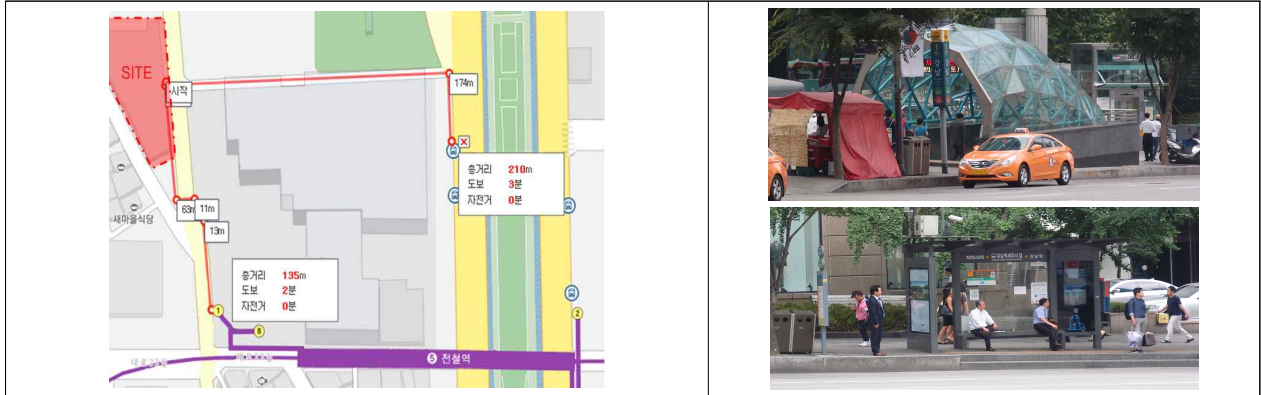 SITE
시작
174m
총거리 210m
도보 3분
자전거 0분
63m
11m
13m
새마을식당
총거리 135m
도보 2분
자전거 0분
1
8
2
5 전철역